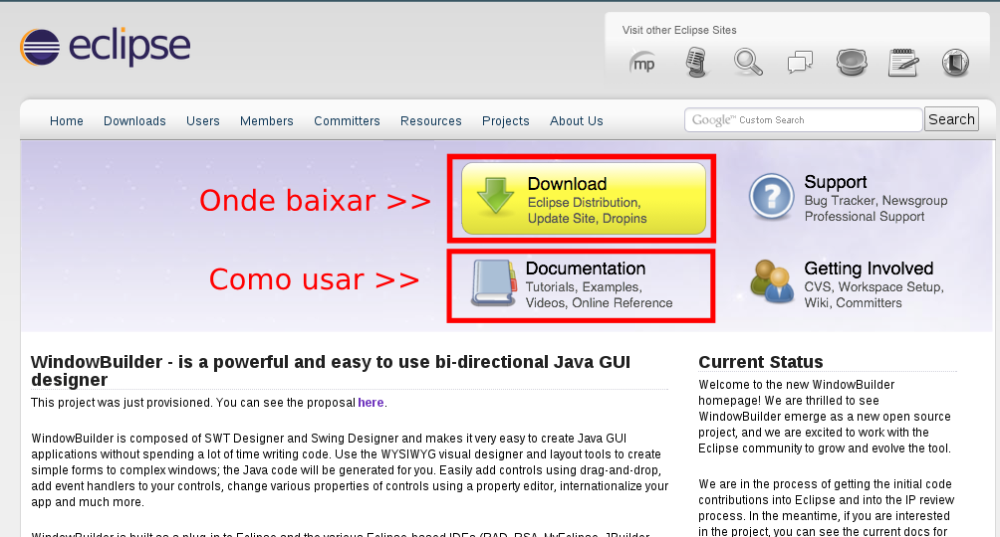 eclipse
Visit other Eclipse Sites
mp
Home Downloads Users Members Committers Resources Projects About Us
Google™ Custom Search
Search
Onde baixar >>
Download
Eclipse Distribution,
Update Site, Dropins
Support
Bug Tracker, Newsgroup
Professional Support
Como usar >>
Documentation
Tutorials, Examples,
Videos, Online Reference
Getting Involved
CVS, Workspace Setup,
Wiki, Committers
WindowBuilder - is a powerful and easy to use bi-directional Java GUI
designer
This project was just provisioned. You can see the proposal here.
WindowBuilder is composed of SWT Designer and Swing Designer and makes it very easy to create Java GUI
applications without spending a lot of time writing code. Use the WYSIWYG visual designer and layout tools to create
simple forms to complex windows; the Java code will be generated for you. Easily add controls using drag-and-drop,
add event handlers to your controls, change various properties of controls using a property editor, internationalize your
app and much more.
WindowBuilder is built as a plug-in to Eclipse and the various Eclipse-based IDEs (RAD, RSA, MyEclipse, JBuilder,
Current Status
Welcome to the new WindowBuilder
homepage! We are thrilled to see
WindowBuilder emerge as a new open source
project, and we are excited to work with the
Eclipse community to grow and evolve the tool.
We are in the process of getting the initial code
contributions into Eclipse and into the IP review
process. In the meantime, if you are interested
in the project, you can see the current docs for